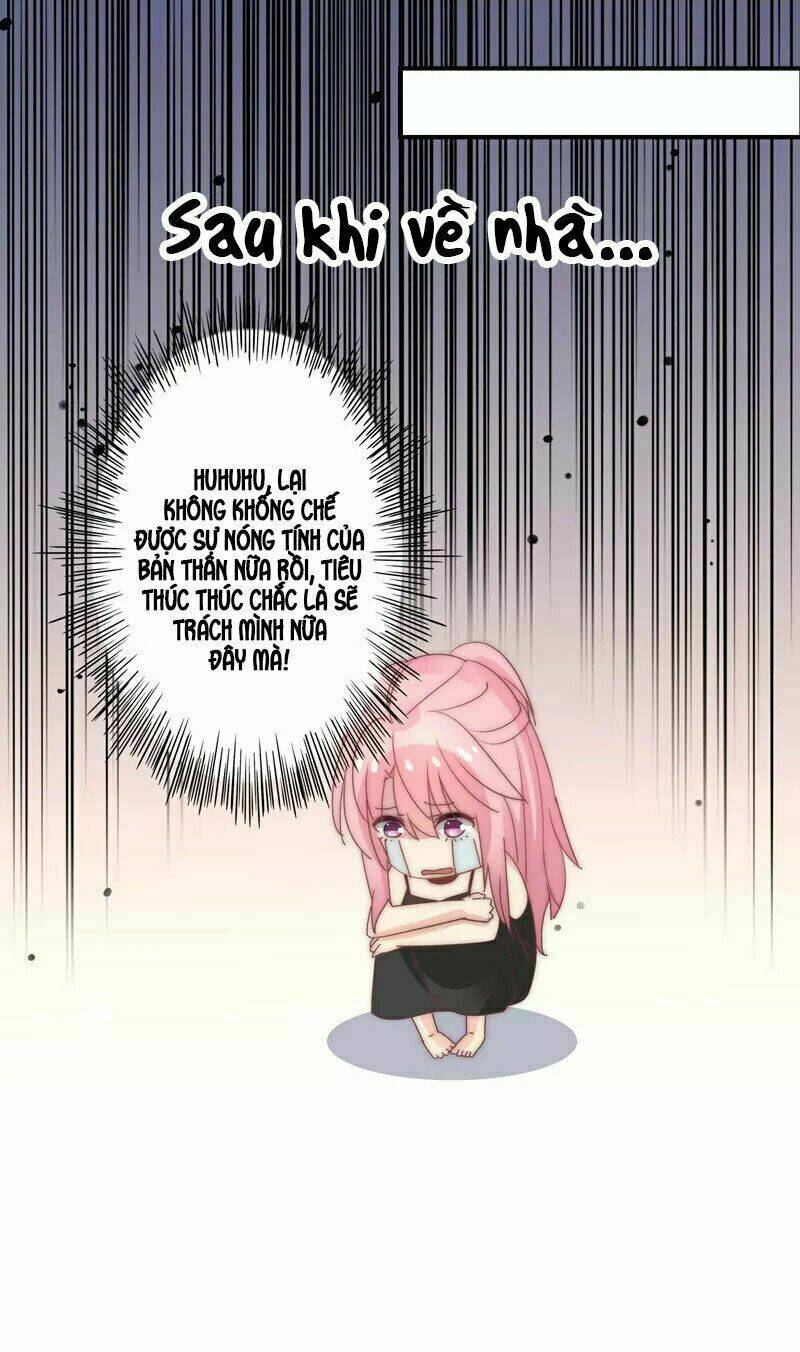 Sau khi về nhà...
HUHUHU, LẠI
KHÔNG KHỐNG CHẾ
ĐƯỢC SỰ NÓNG TÍNH CỦA
BẢN THÂN NỮA RỒI, TIÊU
THÚC THÚC CHẮC LÀ SẼ
TRÁCH MÌNH NỮA
ĐÂY MÀ!